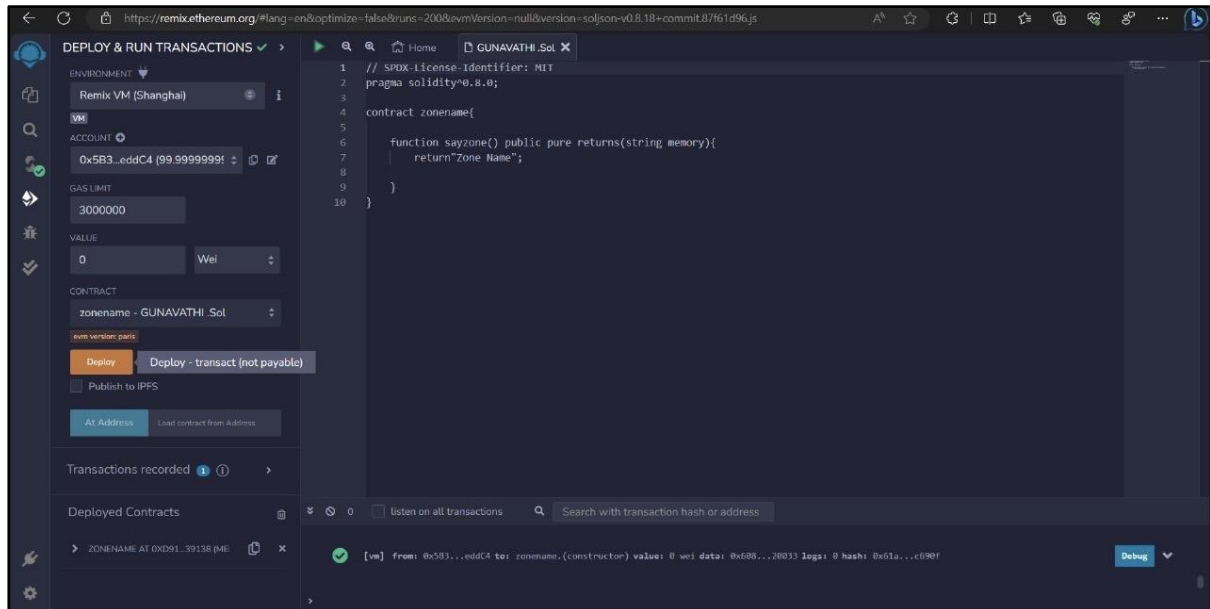 https://remix.ethereum.org/#lang=en&optimize=false&runs=200&evmVersion=null&version=soljson-v0.8.18+commit.87f61d96.js
DEPLOY & RUN TRANSACTIONS
ENVIRONMENT
Remix VM (Shanghai)
VM
ACCOUNT
0x5B3...eddC4 (99.99999999
GAS LIMIT
3000000
VALUE
0 Wei
CONTRACT
zonename - GUNAVATHI .Sol
evm version: paris
Deploy
Deploy - transact (not payable)
Publish to IPFS
At Address Load contract from Address
Transactions recorded 1
Deployed Contracts
ZONENAME AT 0XD91...39138 (ME
Home GUNAVATHI .Sol
1 // SPDX-License-Identifier: MIT
2 pragma solidity^0.8.0;
3
4 contract zonename{
5
6 function sayzone() public pure returns(string memory){
7 return"Zone Name";
8
9 }
10 }
0 listen on all transactions Search with transaction hash or address
[vm] from: 0x5B3...eddC4 to: zonename.(constructor) value: 0 wei data: 0x608...20033 logs: 0 hash: 0x61a...c690f
Debug
>